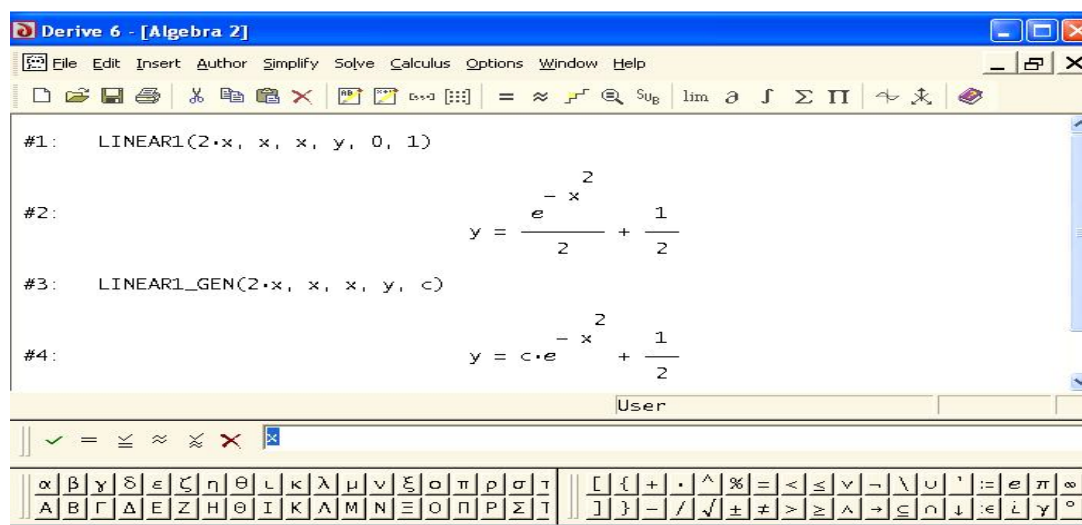 Derive 6 - [Algebra 2]
File Edit Insert Author Simplify Solve Calculus Options Window Help
= ≈ SUB lim ∂ ∫ Σ Π
#1: LINEAR1(2·x, x, x, y, 0, 1)
#2: y = e^(- x^2)/2 + 1/2
#3: LINEAR1_GEN(2·x, x, x, y, c)
#4: y = c·e^(- x^2) + 1/2
User
x
α β γ δ ε ζ η θ ι κ λ μ ν ξ ο π ρ σ τ [ { + · ^ % = < ≤ ∨ ¬ \ ∪ ' := e π ∞
Α Β Γ Δ Ε Ζ Η Θ Ι Κ Λ Μ Ν Ξ Ο Π Ρ Σ Τ ] } − / √ ± ≠ > ≥ ∧ → ⊆ ∩ ↓ :∈ i γ °